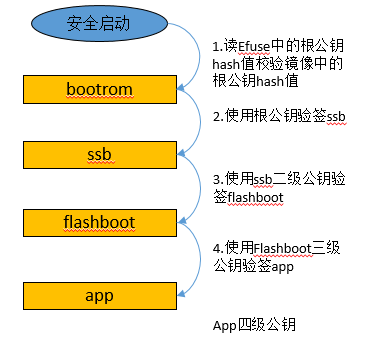 安全启动
1.读Efuse中的根公钥
hash值校验镜像中的
根公钥hash值
bootrom
2.使用根公钥验签ssb
ssb
3.使用ssb二级公钥验
签flashboot
flashboot
4.使用Flashboot三级
公钥验签app
app
App四级公钥